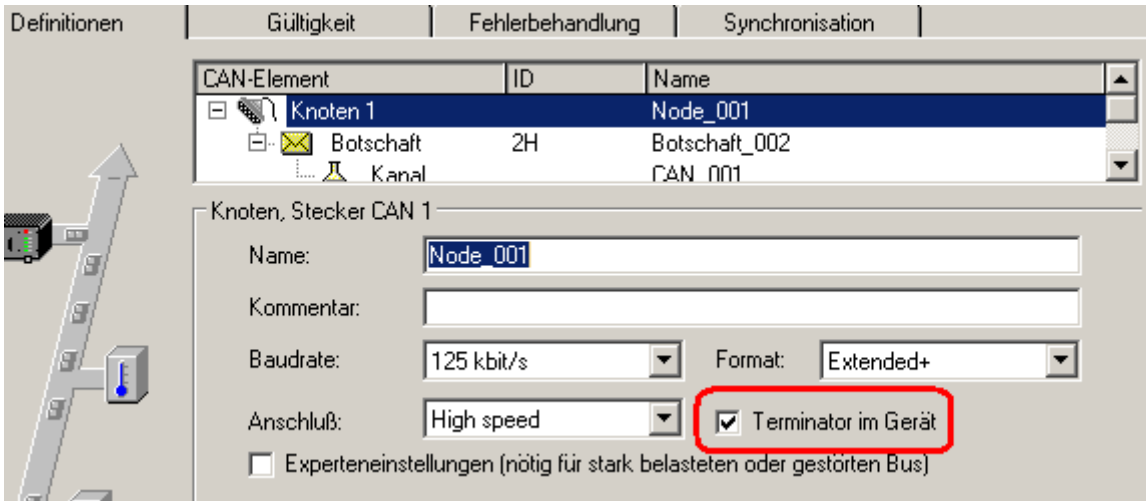 Definitionen Gültigkeit Fehlerbehandlung Synchronisation
CAN-Element ID Name
Knoten 1 Node_001
Botschaft 2H Botschaft_002
Kanal CAN_001
Knoten, Stecker CAN 1
Name: Node_001
Kommentar:
Baudrate: 125 kbit/s Format: Extended+
Anschluß: High speed Terminator im Gerät
Experteneinstellungen (nötig für stark belasteten oder gestörten Bus)